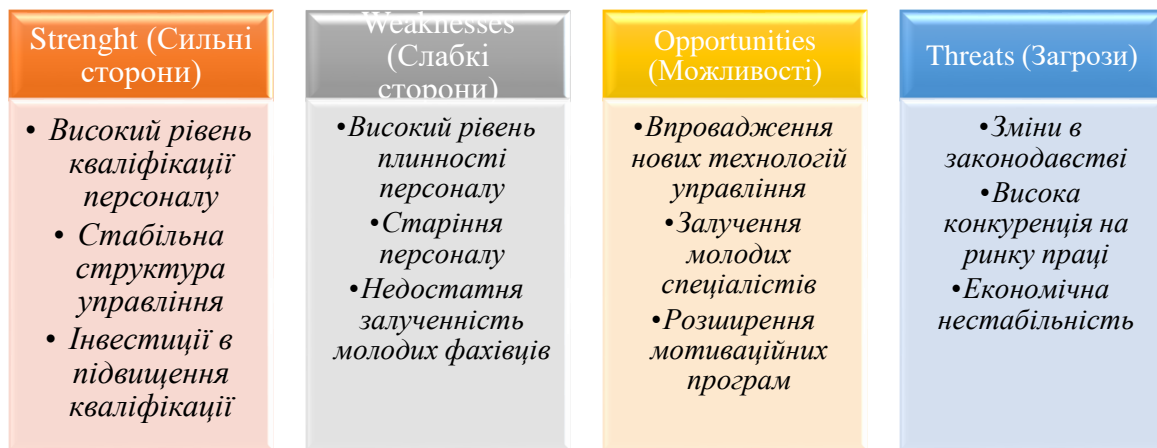 Strenght (Сильні
сторони)
• Високий рівень
кваліфікації
персоналу
• Стабільна
структура
управління
• Інвестиції в
підвищення
кваліфікації
Weaknesses
(Слабкі
сторони)
•Високий рівень
плинності
персоналу
•Старіння
персоналу
•Недостатня
залученність
молодих фахівців
Opportunities
(Можливості)
•Впровадження
нових технологій
управління
•Залучення
молодих
спеціалістів
•Розширення
мотиваційних
програм
Threats (Загрози)
•Зміни в
законодавстві
•Висока
конкуренція на
ринку праці
•Економічна
нестабільність